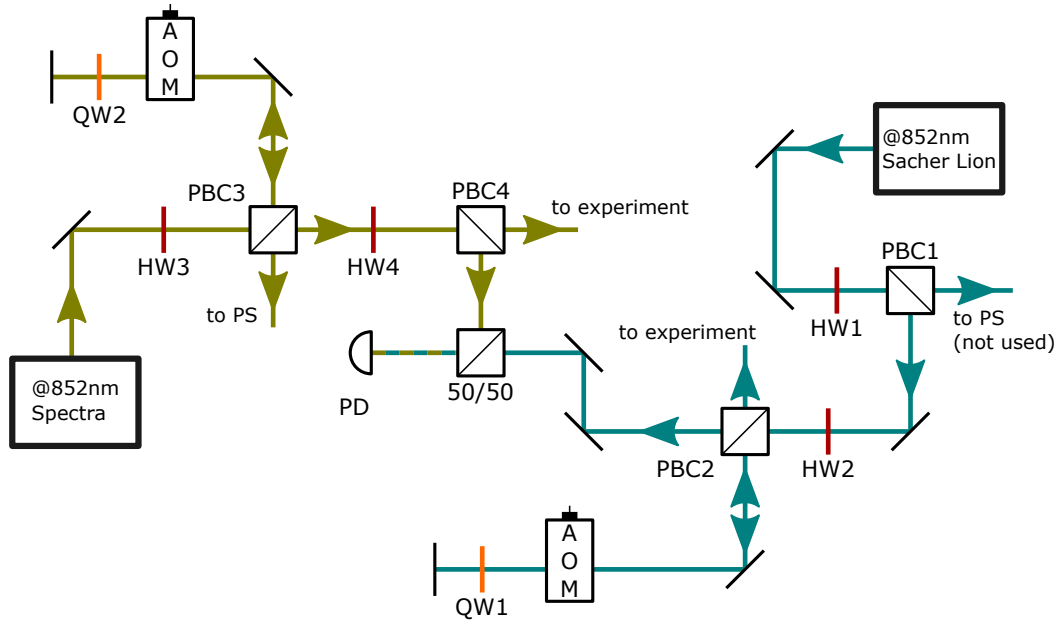 A
O
M
QW2
@852nm
Sacher Lion
PBC3
PBC4
to experiment
HW3
HW4
PBC1
HW1
to PS
to PS
(not used)
to experiment
@852nm
Spectra
PD
50/50
PBC2
HW2
A
O
M
QW1